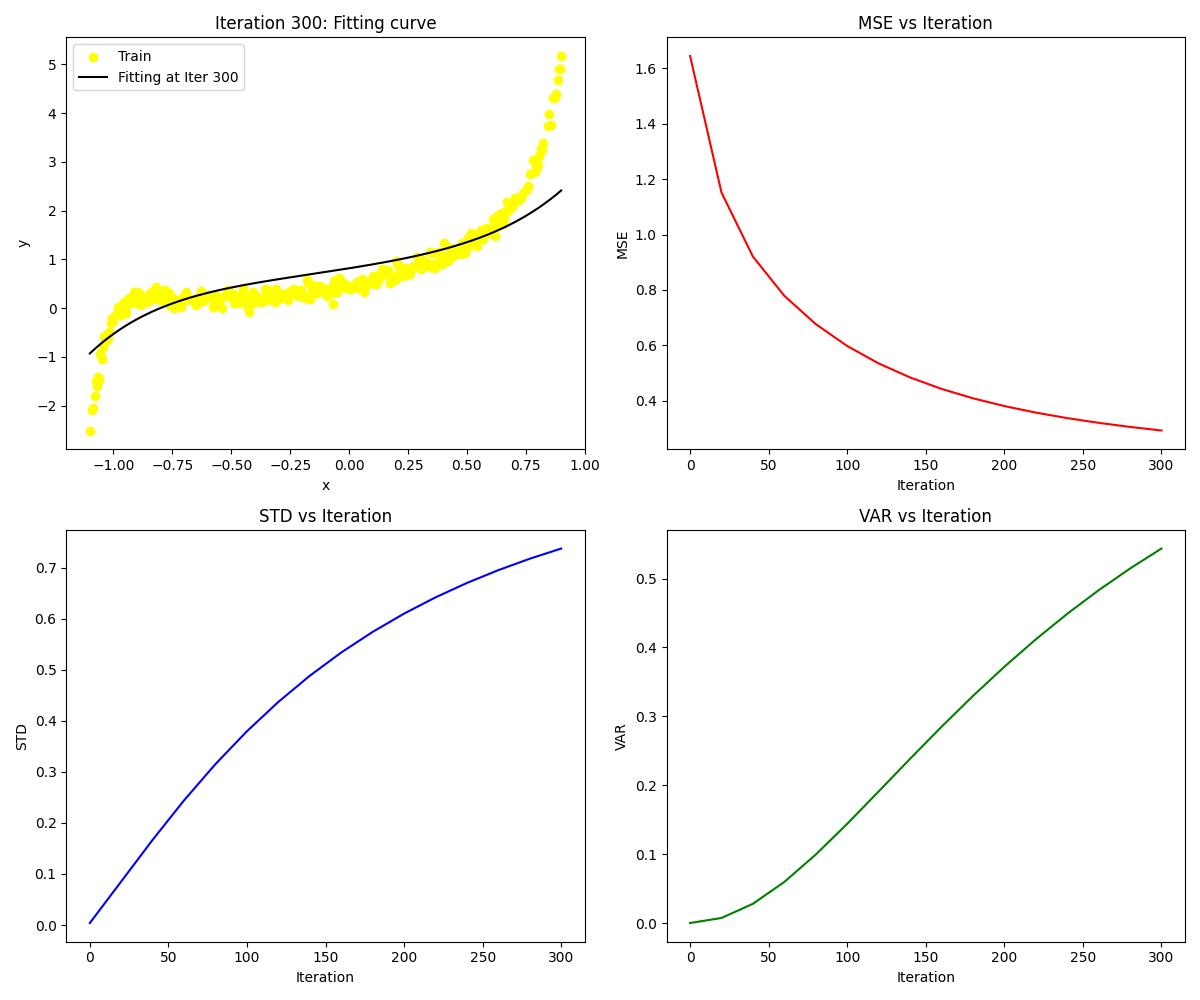 Iteration 300: Fitting curve
Train
Fitting at Iter 300
5
4
3
2
1
0
−1
−2
y
−1.00 −0.75 −0.50 −0.25 0.00 0.25 0.50 0.75 1.00
x
MSE vs Iteration
1.6
1.4
1.2
1.0
0.8
0.6
0.4
MSE
0 50 100 150 200 250 300
Iteration
STD vs Iteration
0.7
0.6
0.5
0.4
0.3
0.2
0.1
0.0
STD
0 50 100 150 200 250 300
Iteration
VAR vs Iteration
0.5
0.4
0.3
0.2
0.1
0.0
VAR
0 50 100 150 200 250 300
Iteration